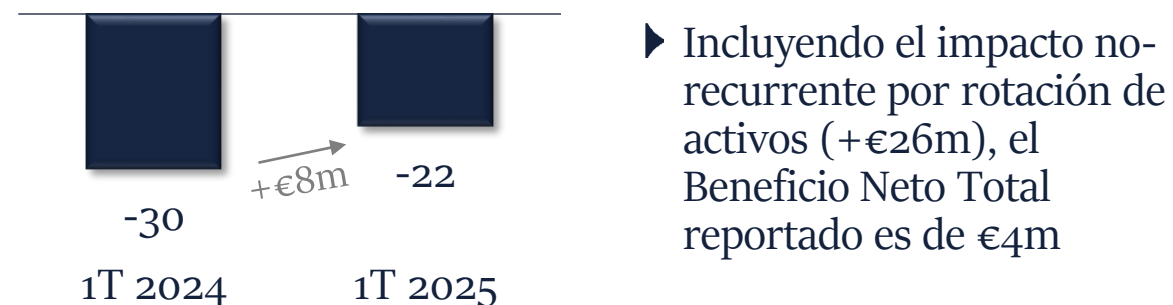 +€8m
-22
-30
1T 2024
1T 2025
Incluyendo el impacto no-
recurrente por rotación de
activos (+€26m), el
Beneficio Neto Total
reportado es de €4m